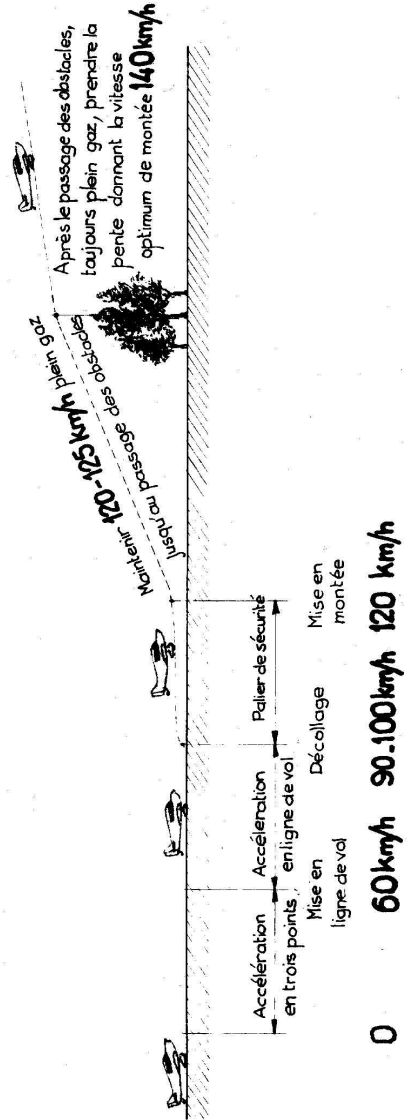 Après le passage des obstacles,
toujours plein gaz, prendre la
pente donnant la vitesse
optimum de montée 140km/h
Maintenir 120-125km/h plein gaz
jusqu'au passage des obstacles
Accélération
en trois points
Accélération
en ligne de vol
Palier de sécurité
Mise en
ligne de vol
Décollage
Mise en
montée
0 60km/h 90.100km/h 120 km/h